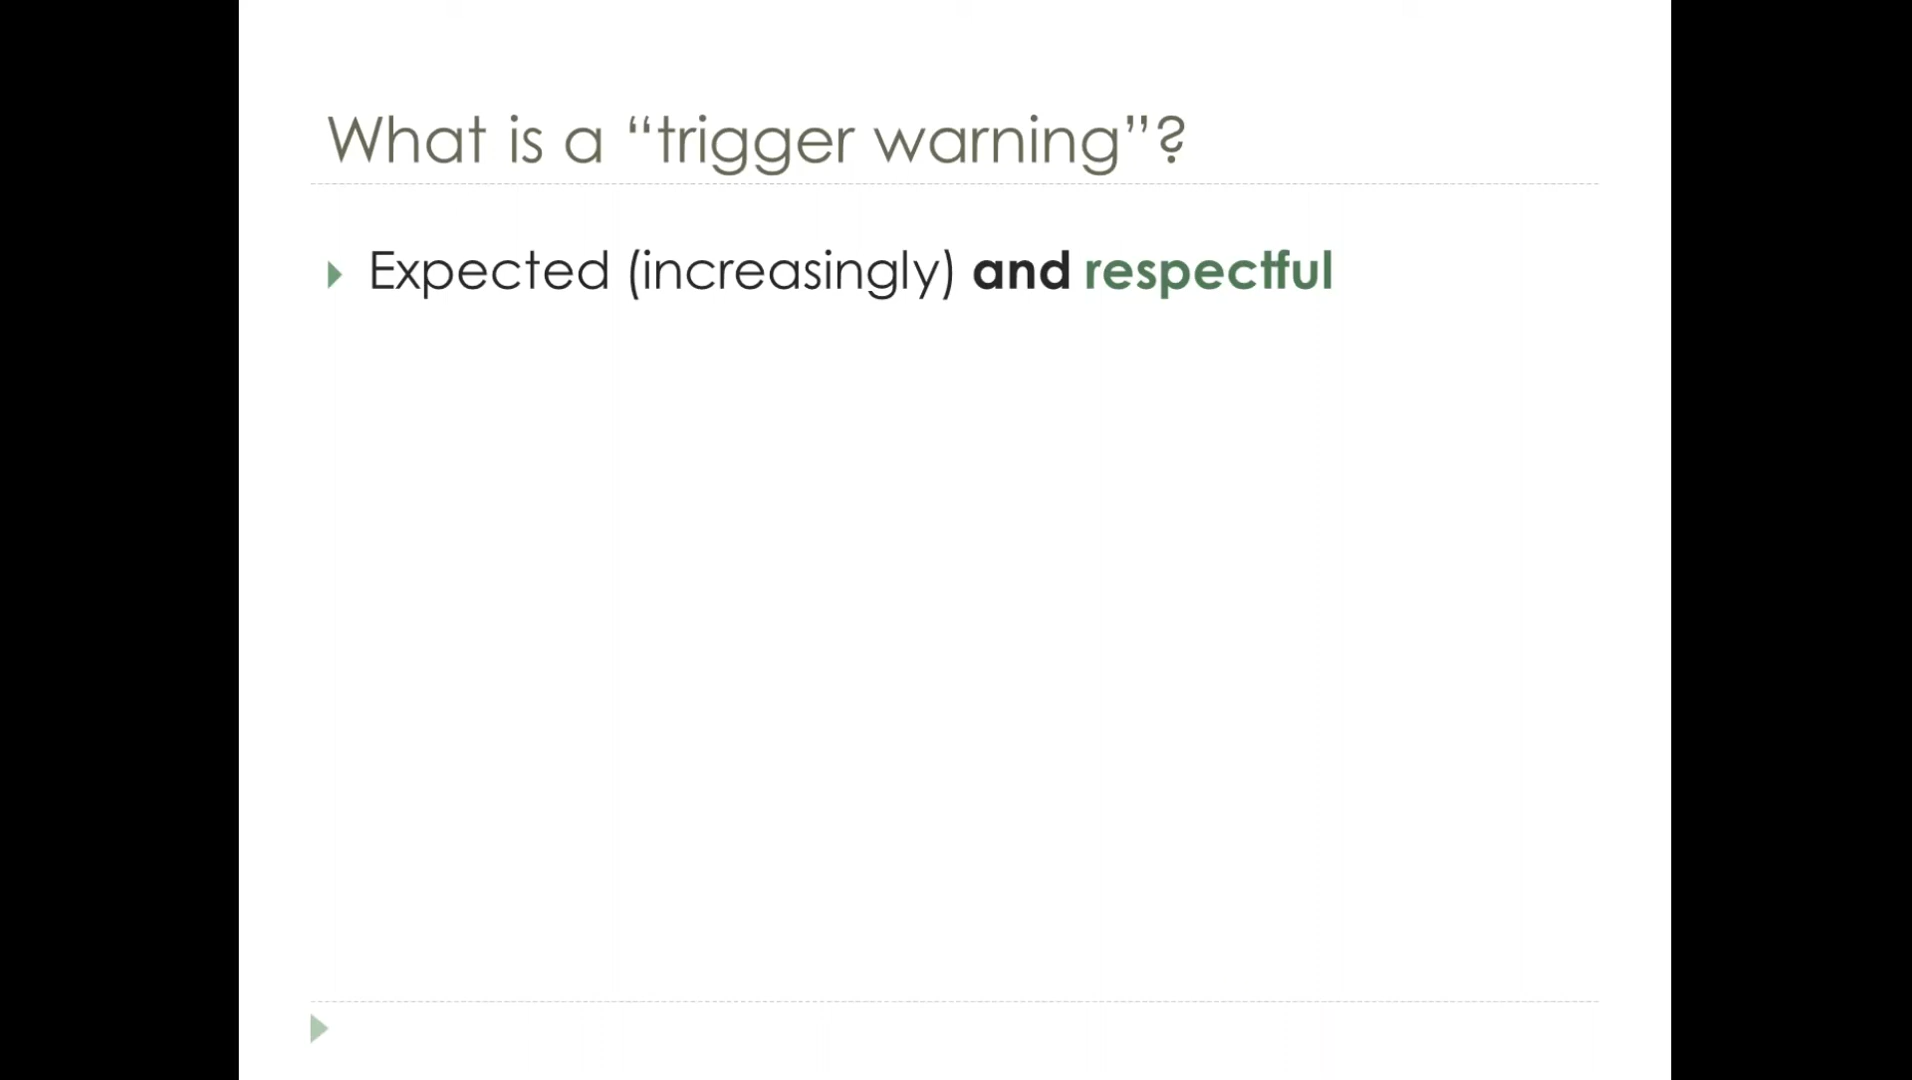 What is a “trigger warning”?
Expected (increasingly) and respectful